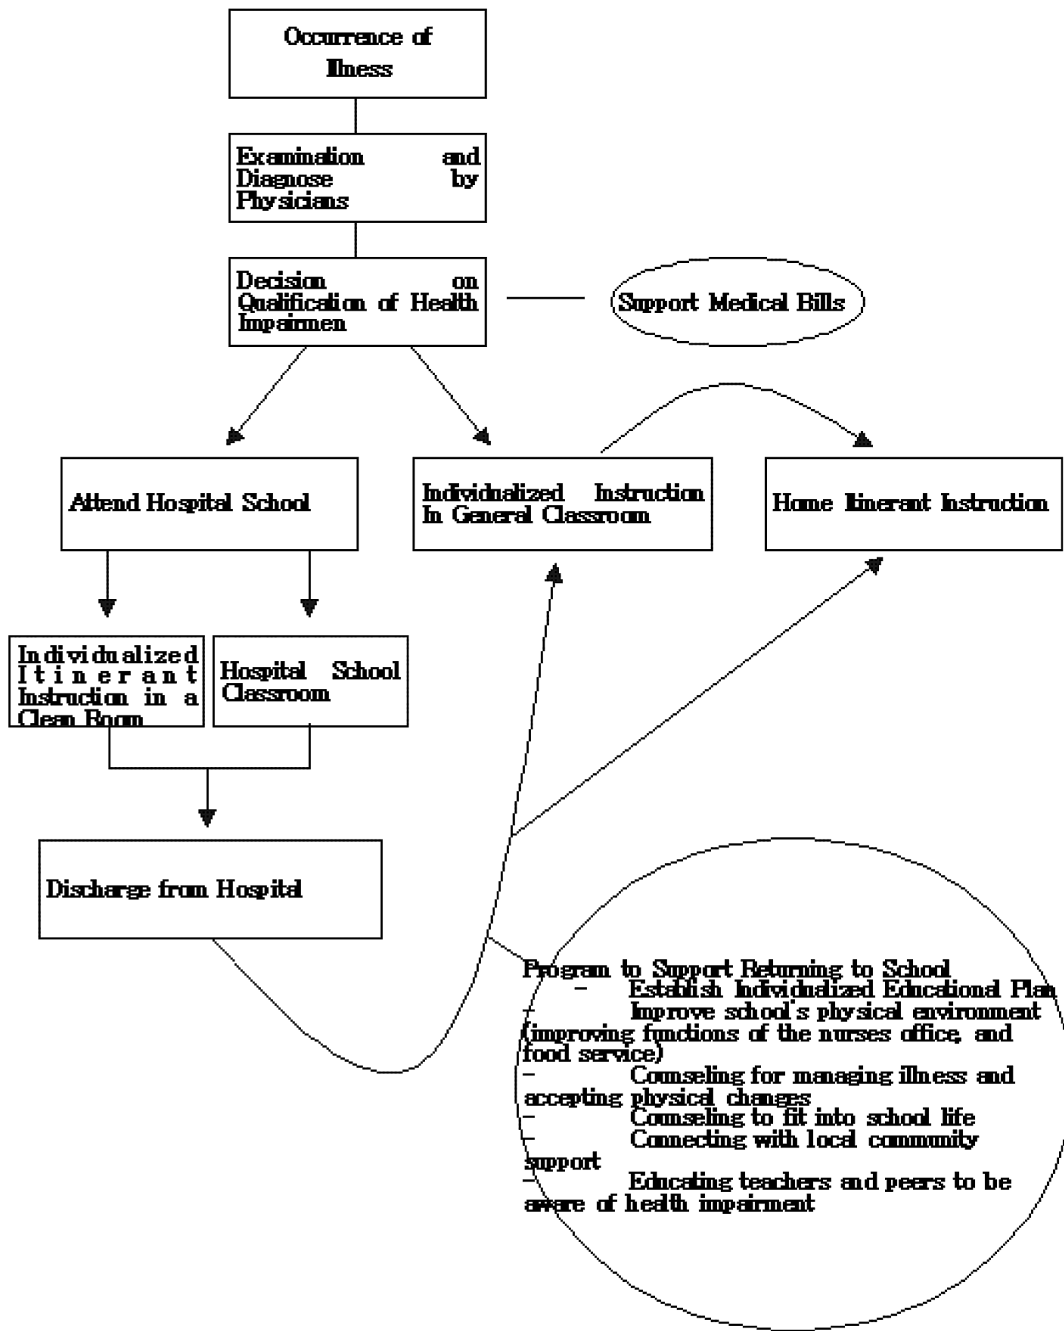 Occurrence of
Illness
Examination and
Diagnose by
Physicians
Decision on
Qualification of Health
Impairmen
Support Medical Bills
Attend Hospital School
Individualized Instruction
In General Classroom
Home Itinerant Instruction
Individualized
Itinerant
Instruction in a
Clean Room
Hospital School
Classroom
Discharge from Hospital
Program to Support Returning to School
- Establish Individualized Educational Plan
- Improve school's physical environment
(improving functions of the nurses office, and
food service)
- Counseling for managing illness and
accepting physical changes
- Counseling to fit into school life
- Connecting with local community
support
- Educating teachers and peers to be
aware of health impairment